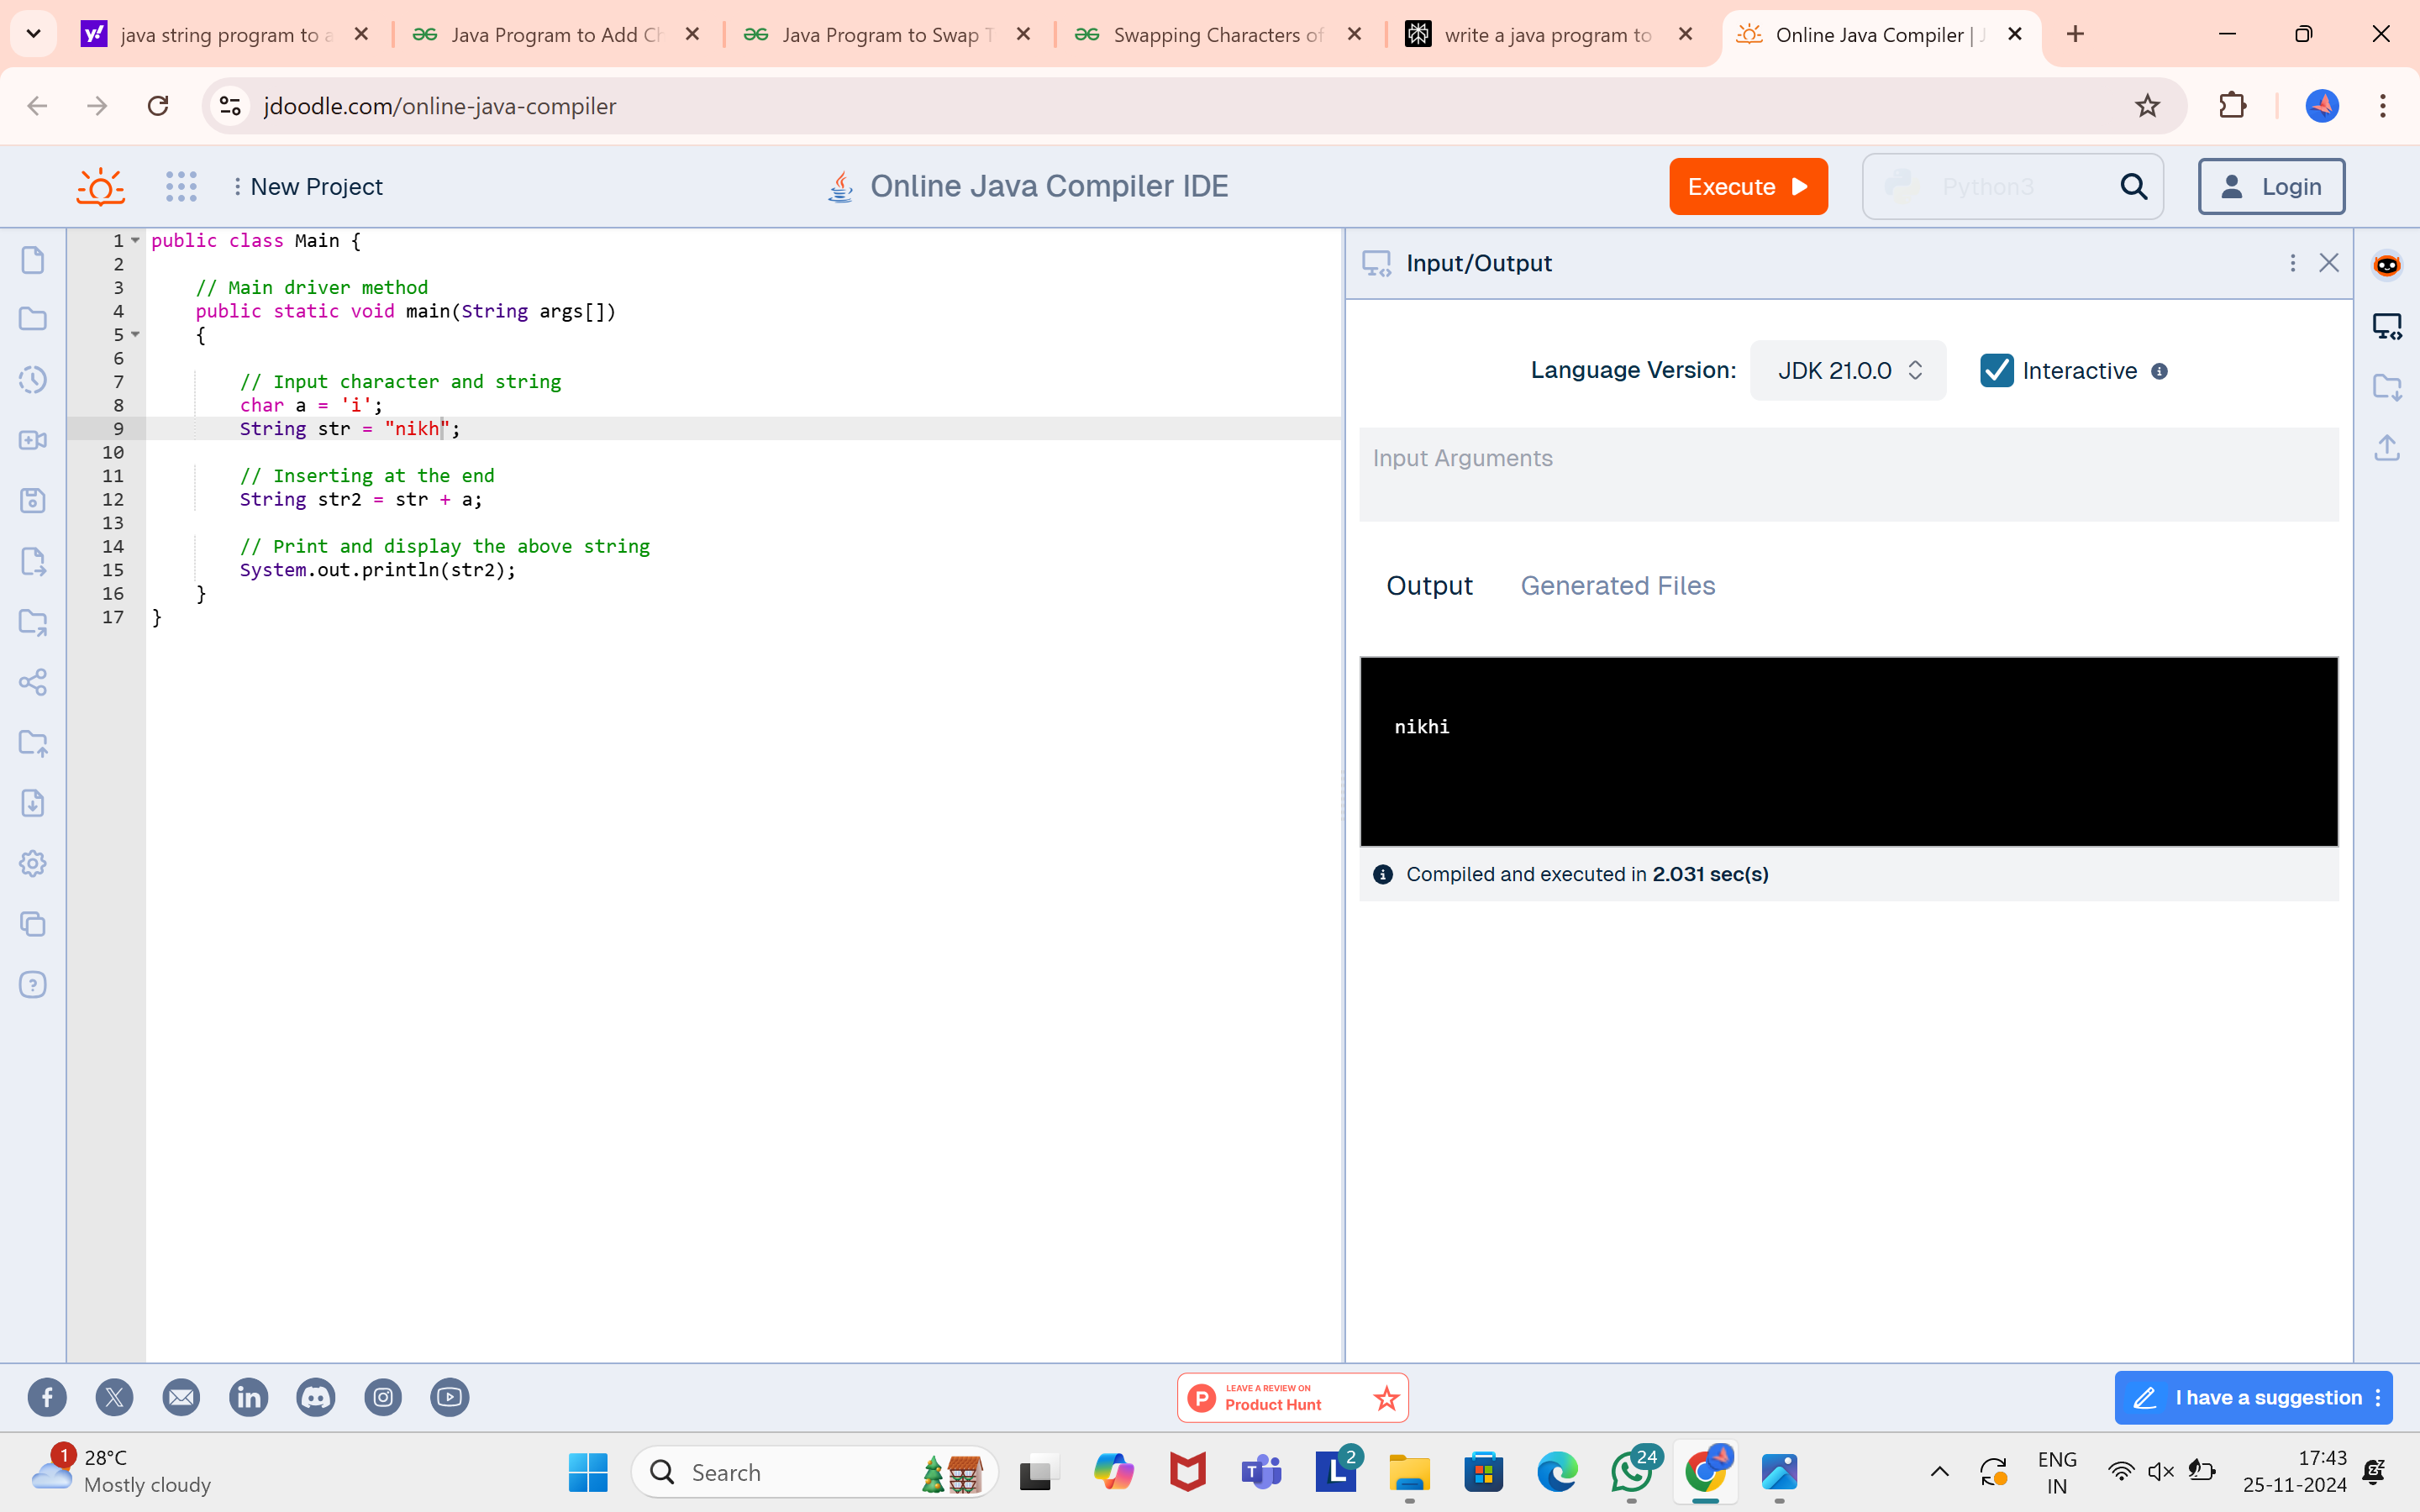 java string program to a
Java Program to Add Ch
Java Program to Swap T
Swapping Characters of
write a java program to
Online Java Compiler | J
jdoodle.com/online-java-compiler
New Project
Online Java Compiler IDE
Execute
Python3
Login
1 public class Main {
2
3 // Main driver method
4 public static void main(String args[])
5 {
6
7 // Input character and string
8 char a = 'i';
9 String str = "nikh";
10
11 // Inserting at the end
12 String str2 = str + a;
13
14 // Print and display the above string
15 System.out.println(str2);
16 }
17 }
Input/Output
Language Version:
JDK 21.0.0
Interactive
Input Arguments
Output
Generated Files
nikhi
Compiled and executed in 2.031 sec(s)
LEAVE A REVIEW ON
Product Hunt
I have a suggestion
1
28°C
Mostly cloudy
Search
2
24
ENG
IN
17:43
25-11-2024